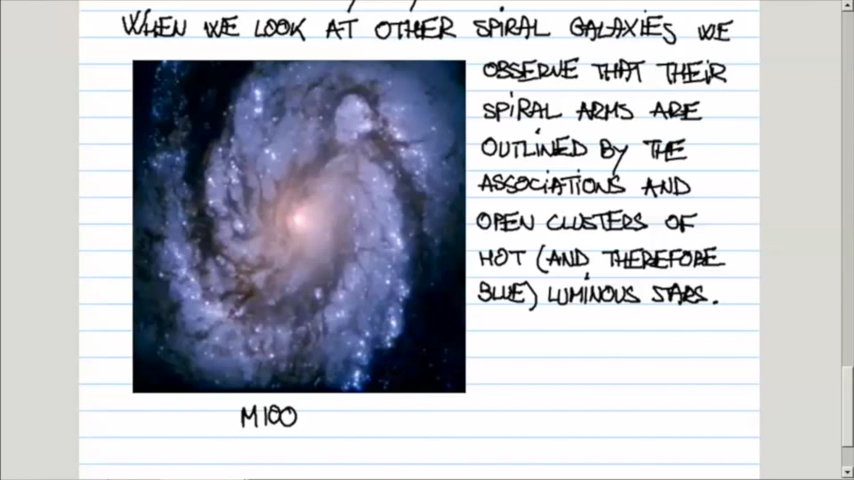 WHEN WE LOOK AT OTHER SPIRAL GALAXIES WE
OBSERVE THAT THEIR
SPIRAL ARMS ARE
OUTLINED BY THE
ASSOCIATIONS AND
OPEN CLUSTERS OF
HOT (AND THEREFORE
BLUE) LUMINOUS STARS.
M100